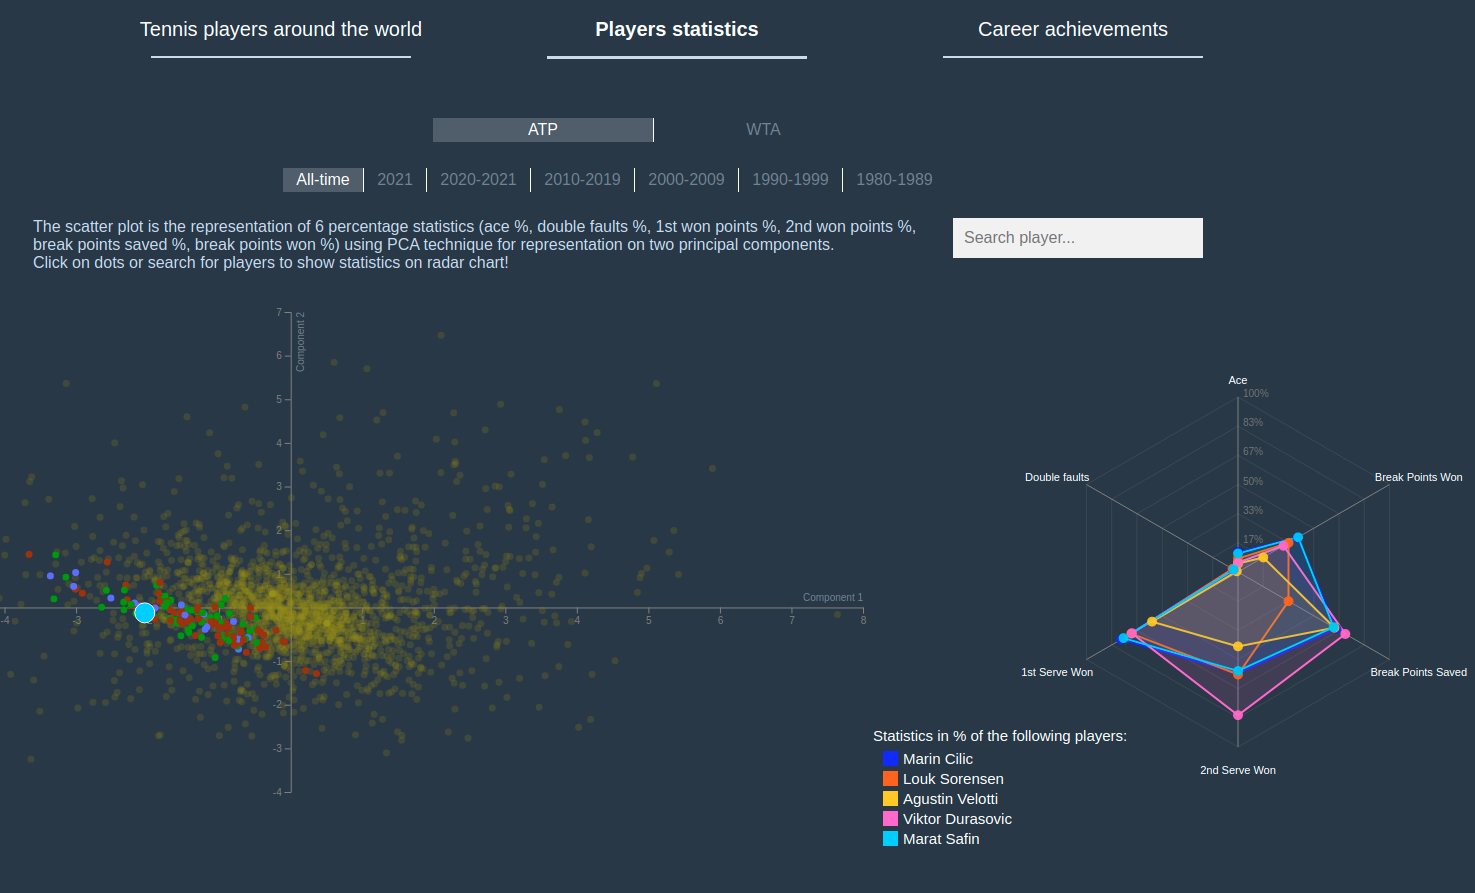 Tennis players around the world
Players statistics
Career achievements
ATP
WTA
All-time
2021
2020-2021
2010-2019
2000-2009
1990-1999
1980-1989
The scatter plot is the representation of 6 percentage statistics (ace %, double faults %, 1st won points %, 2nd won points %,
break points saved %, break points won %) using PCA technique for representation on two principal components.
Click on dots or search for players to show statistics on radar chart!
Search player...
7
6
5
4
3
2
1
-1
-2
-3
-4
Component 2
Component 1
-4
-3
1
2
3
4
5
6
7
8
Ace
100%
83%
67%
50%
33%
17%
Double faults
Break Points Won
1st Serve Won
Break Points Saved
2nd Serve Won
Statistics in % of the following players:
Marin Cilic
Louk Sorensen
Agustin Velotti
Viktor Durasovic
Marat Safin